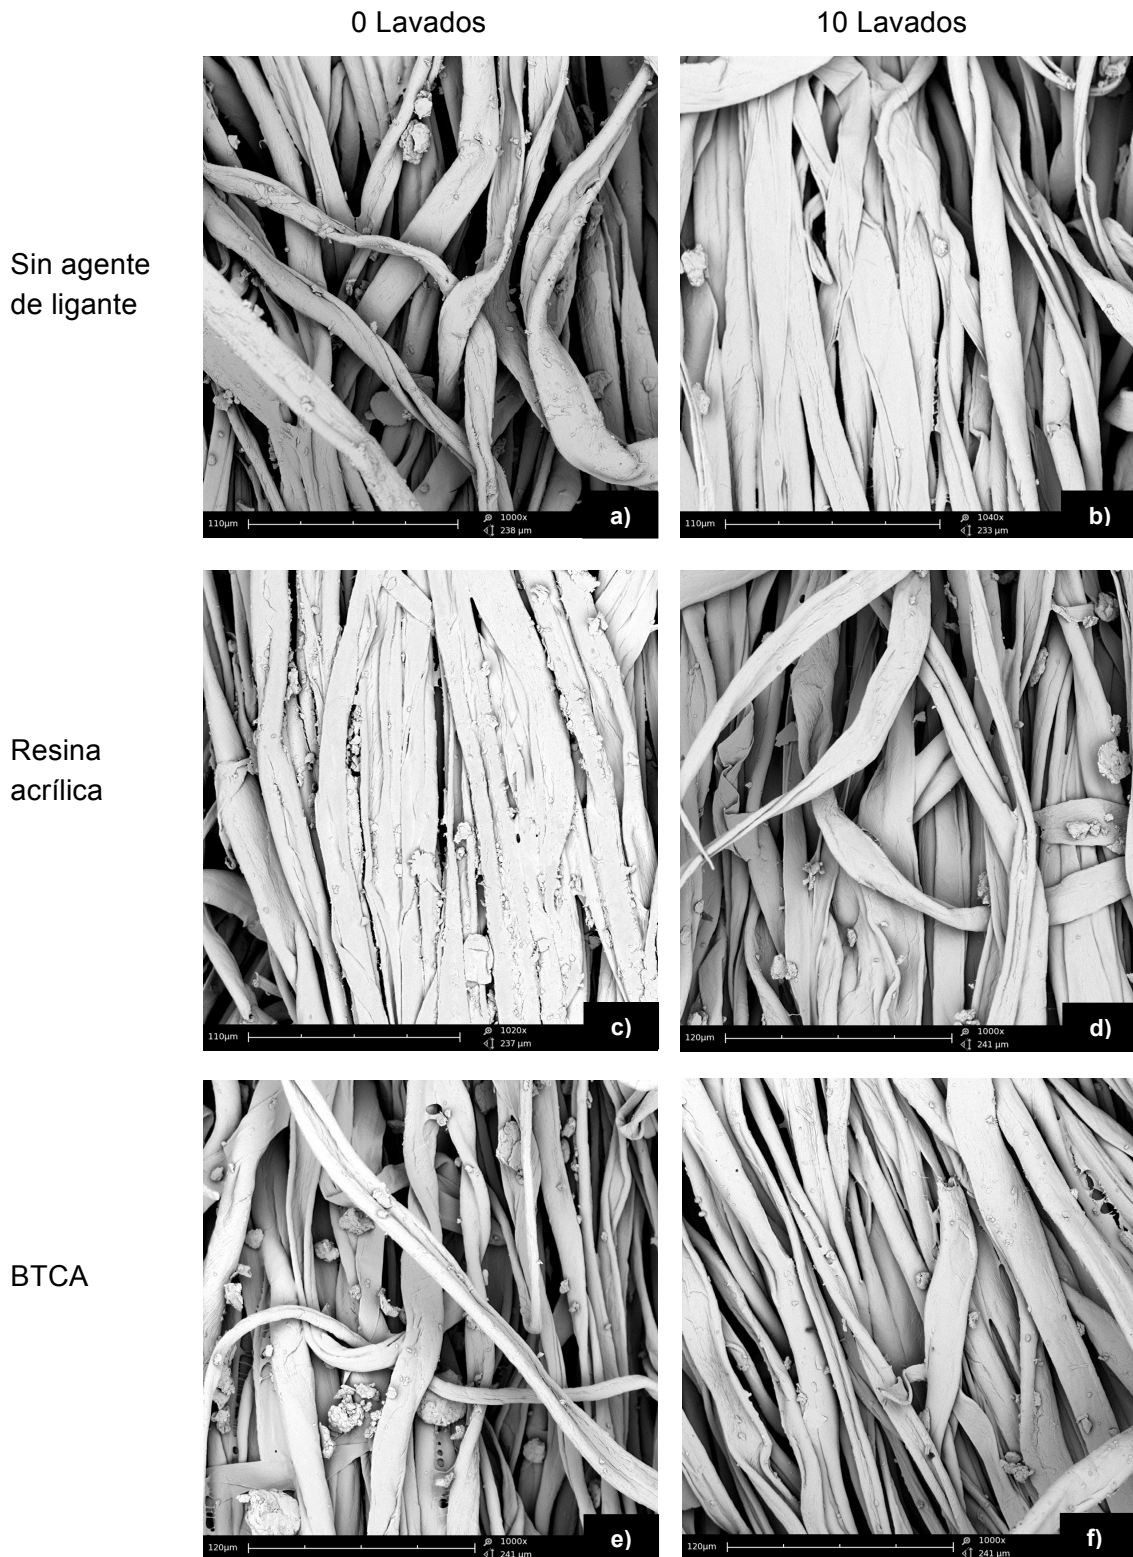 0 Lavados
10 Lavados
Sin agente
de ligante
110µm
1000x
238 µm
a)
110µm
1040x
233 µm
b)
Resina
acrílica
110µm
1020x
237 µm
c)
120µm
1000x
241 µm
d)
BTCA
120µm
1000x
241 µm
e)
120µm
1000x
241 µm
f)